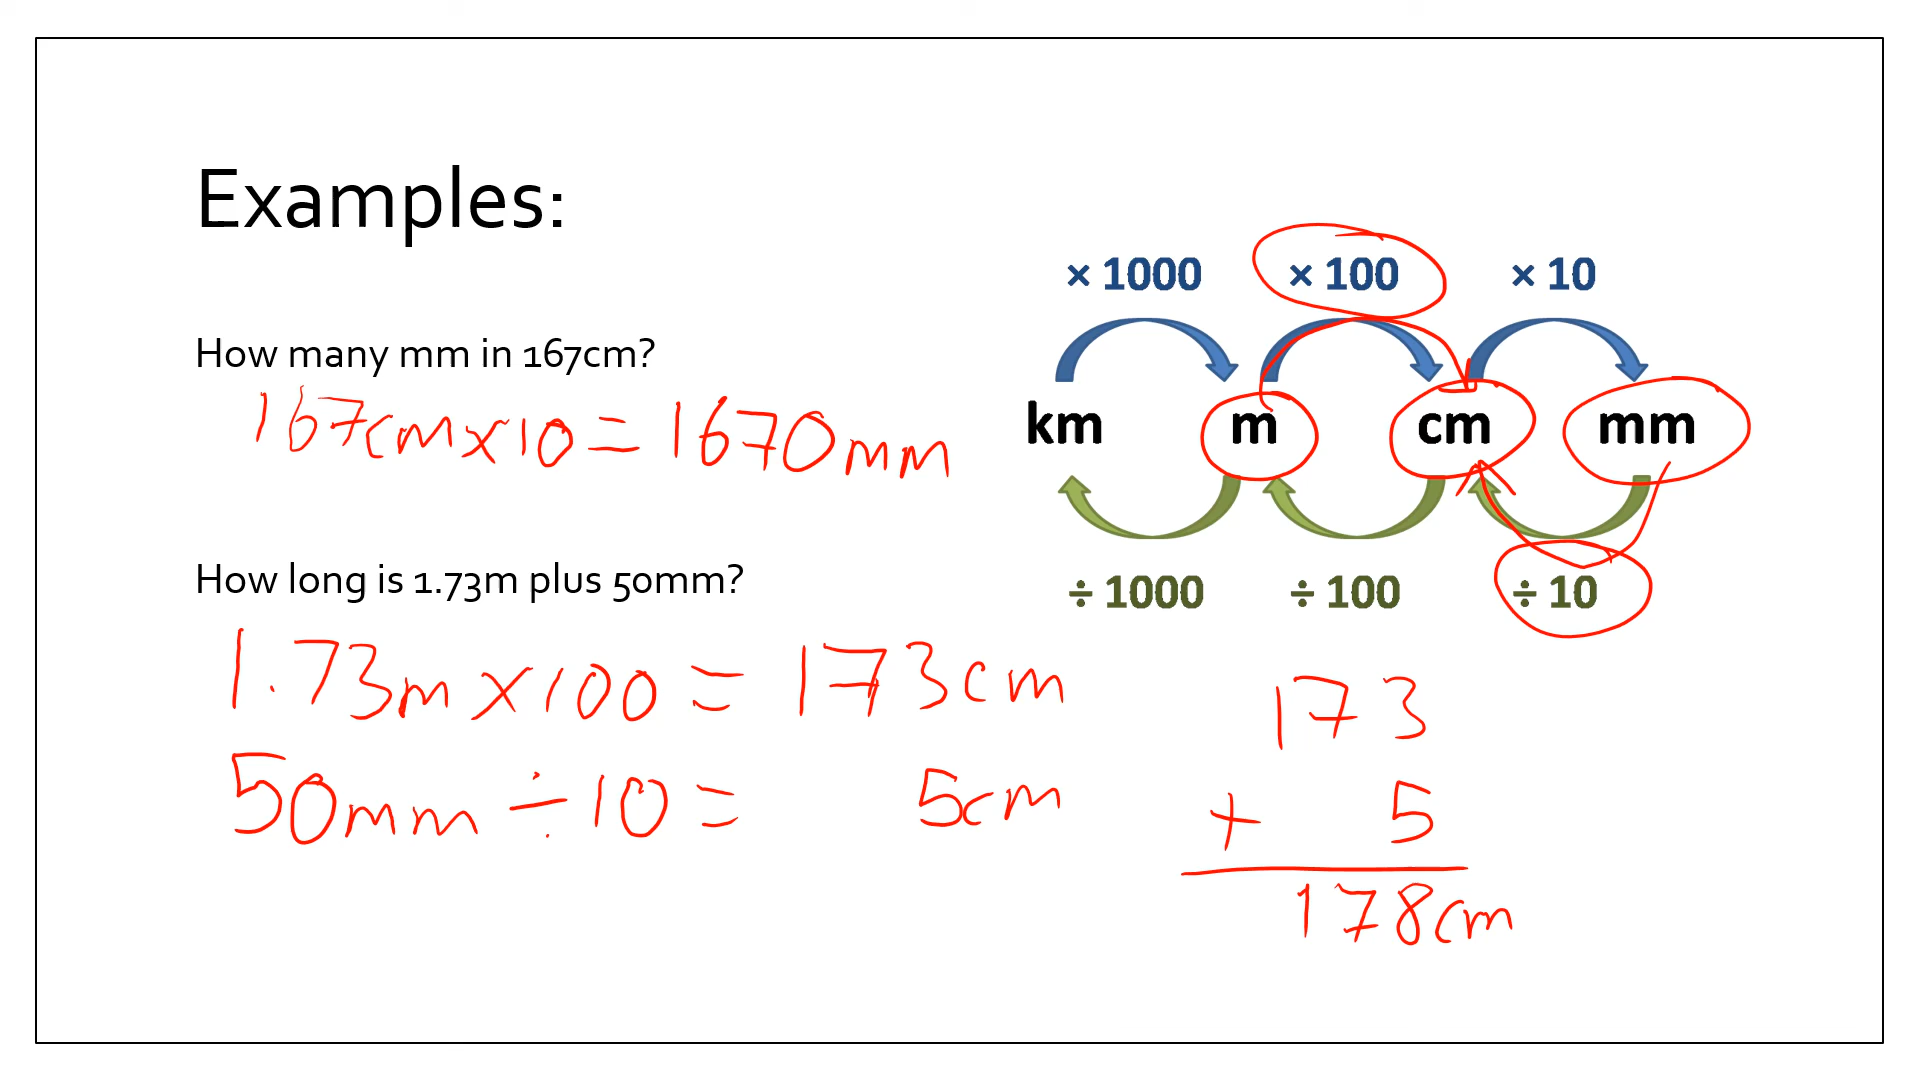 Examples:
How many mm in 167cm?
167cm×10=1670mm
How long is 1.73m plus 50mm?
1.73m×100=173cm
50mm÷10= 5cm
× 1000 × 100 × 10
km m cm mm
÷ 1000 ÷ 100 ÷ 10
173
+ 5
178cm